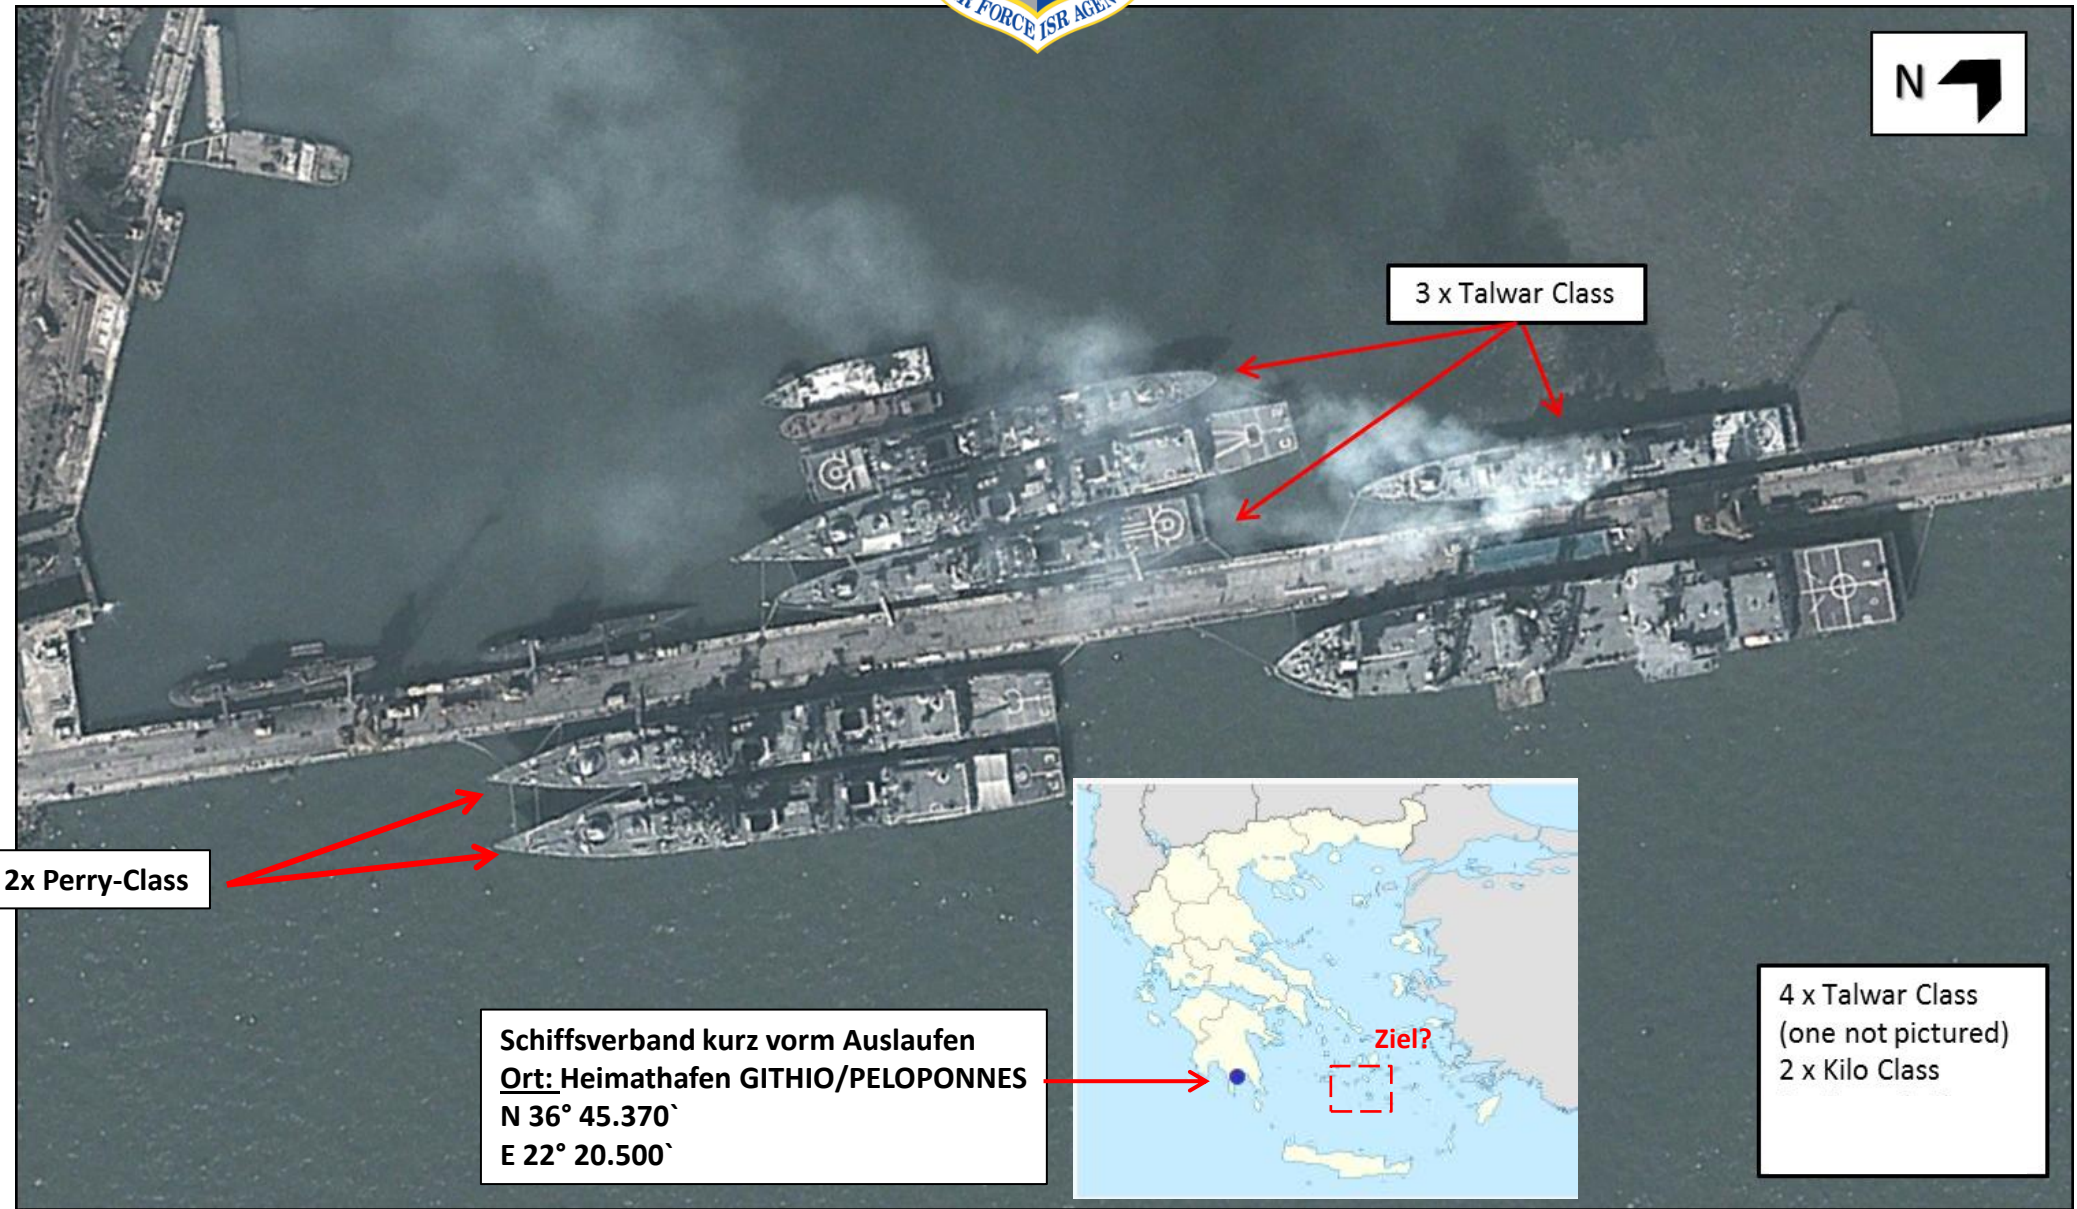 R FORCE ISR AGEN
N
3 x Talwar Class
2x Perry-Class
Schiffsverband kurz vorm Auslaufen
Ort: Heimathafen GITHIO/PELOPONNES
N 36° 45.370`
E 22° 20.500`
Ziel?
4 x Talwar Class
(one not pictured)
2 x Kilo Class